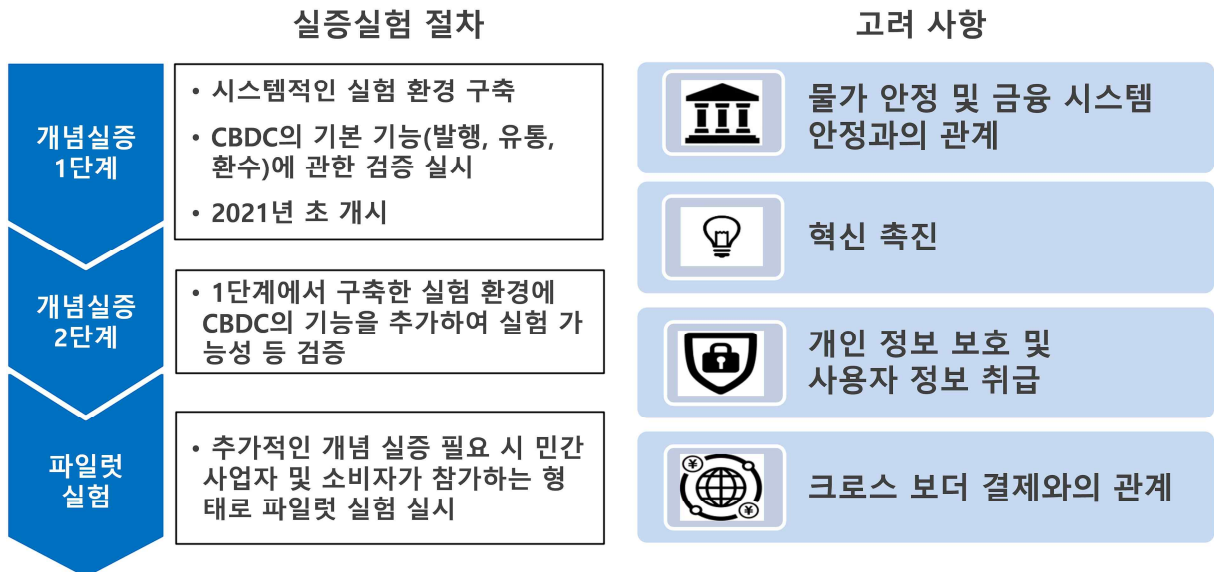 실증실험 절차
개념실증
1단계
• 시스템적인 실험 환경 구축
• CBDC의 기본 기능(발행, 유통,
환수)에 관한 검증 실시
• 2021년 초 개시
개념실증
2단계
• 1단계에서 구축한 실험 환경에
CBDC의 기능을 추가하여 실험 가
능성 등 검증
파일럿
실험
• 추가적인 개념 실증 필요 시 민간
사업자 및 소비자가 참가하는 형
태로 파일럿 실험 실시
고려 사항
물가 안정 및 금융 시스템
안정과의 관계
혁신 촉진
개인 정보 보호 및
사용자 정보 취급
¥
¥
크로스 보더 결제와의 관계